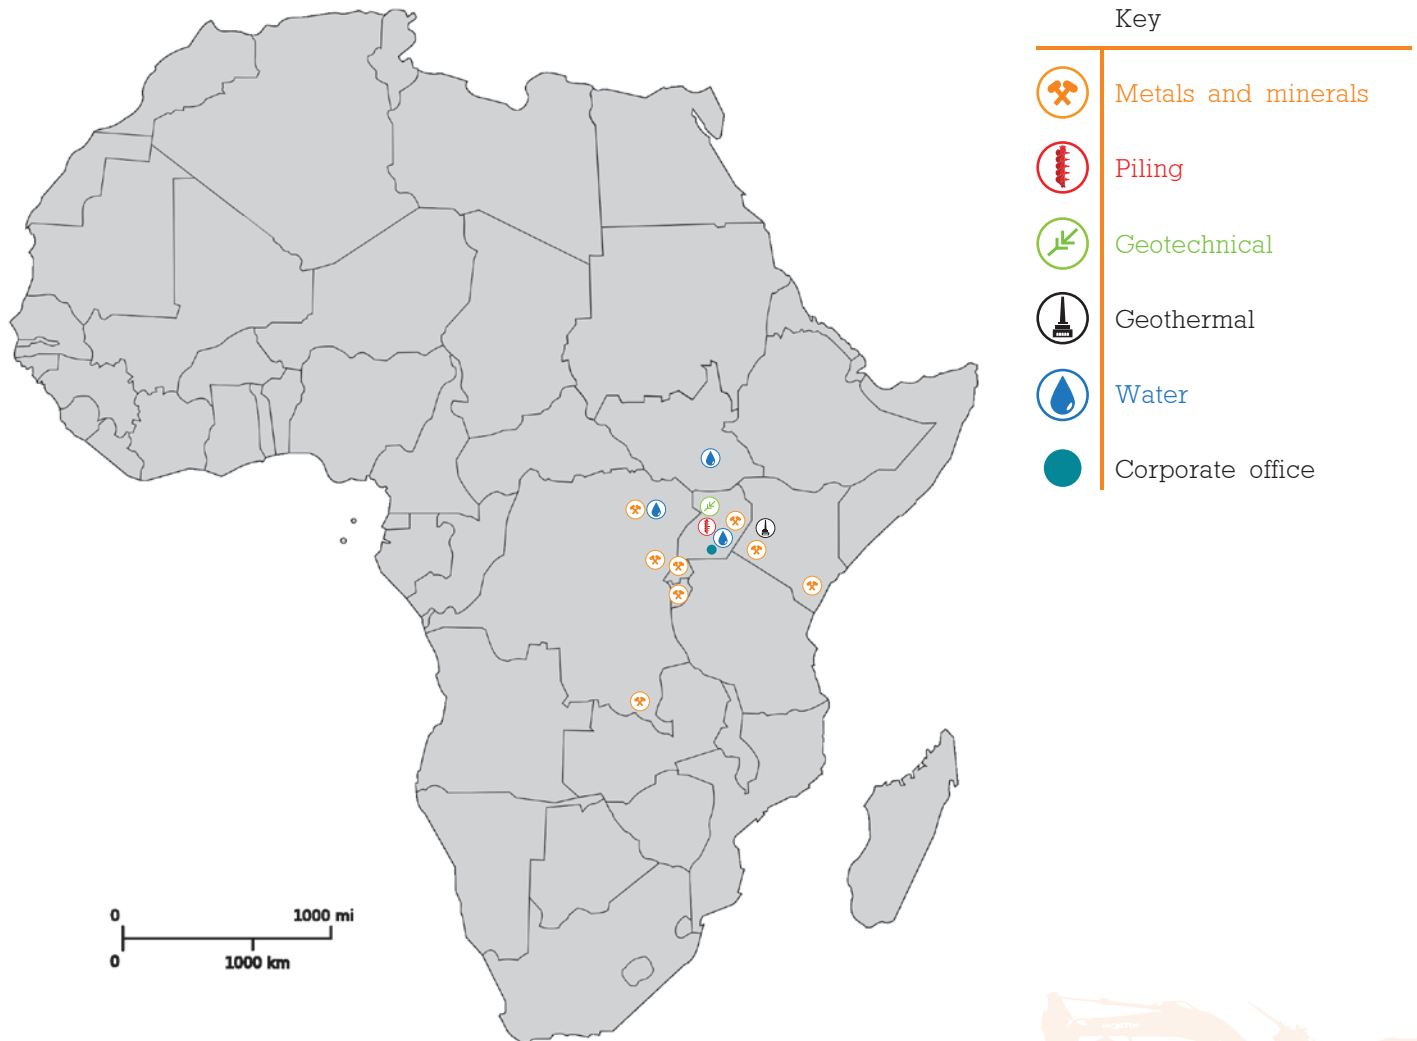 Key
Metals and minerals
Piling
Geotechnical
Geothermal
Water
Corporate office
0 1000 mi
0 1000 km